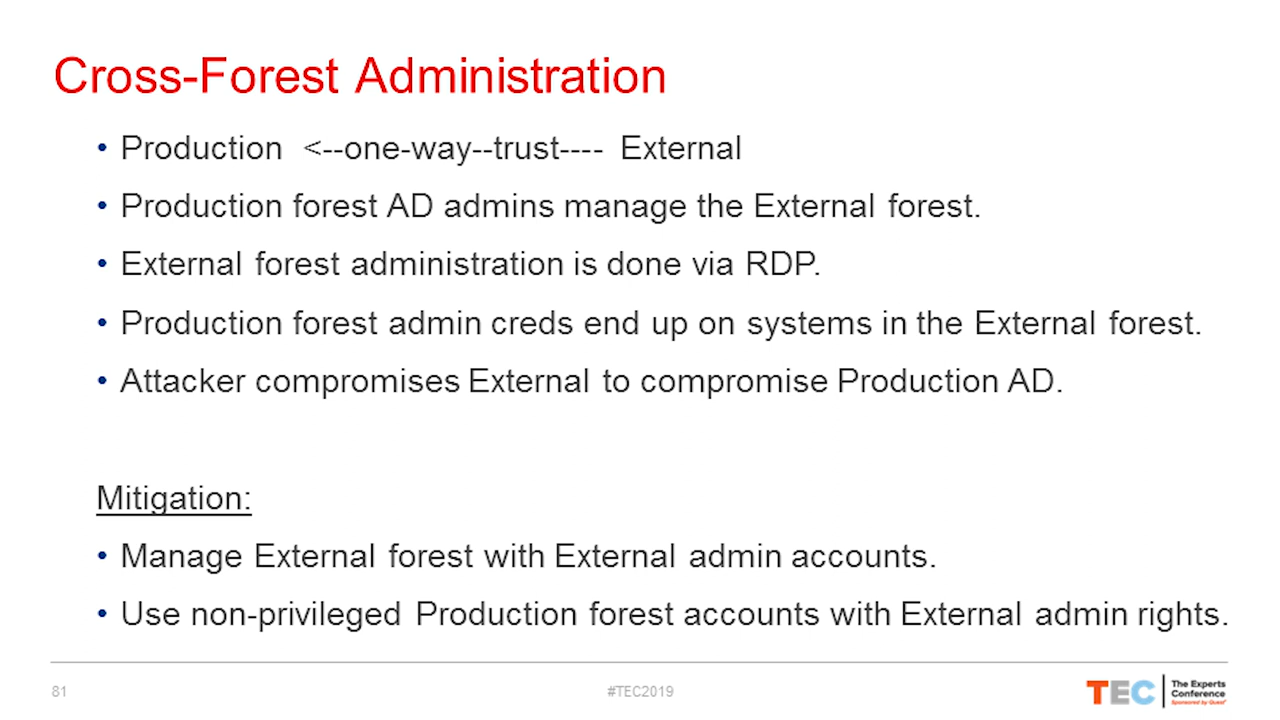 Cross-Forest Administration
• Production <--one-way--trust---- External
• Production forest AD admins manage the External forest.
• External forest administration is done via RDP.
• Production forest admin creds end up on systems in the External forest.
• Attacker compromises External to compromise Production AD.
Mitigation:
• Manage External forest with External admin accounts.
• Use non-privileged Production forest accounts with External admin rights.
81
#TEC2019
TEC
The Experts
Conference
Sponsored by Quest